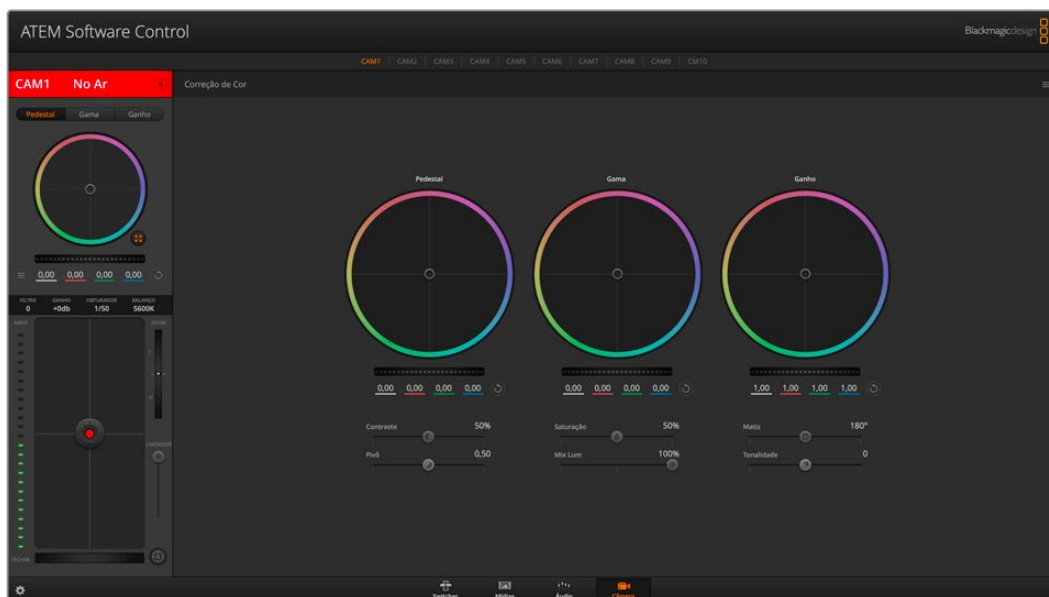 ATEM Software Control
Blackmagicdesign
CAM1 CAM2 CAM3 CAM4 CAM5 CAM6 CAM7 CAM8 CAM9 CM10
CAM1 No Ar
Correção de Cor
Pedestal Gama Ganho
0,00 0,00 0,00 0,00
FILTRO GANHO OBTURADOR BALANÇO
0 +0db 1/50 5600K
ABRIR ZOOM
T
W
LIMITADOR
FECHAR
Pedestal Gama Ganho
0,00 0,00 0,00 0,00 0,00 0,00 0,00 0,00 1,00 1,00 1,00 1,00
Contraste 50% Saturação 50% Matiz 180°
Pivô 0,50 Mix Lum 100% Tonalidade 0
Switcher Mídias Áudio Câmera